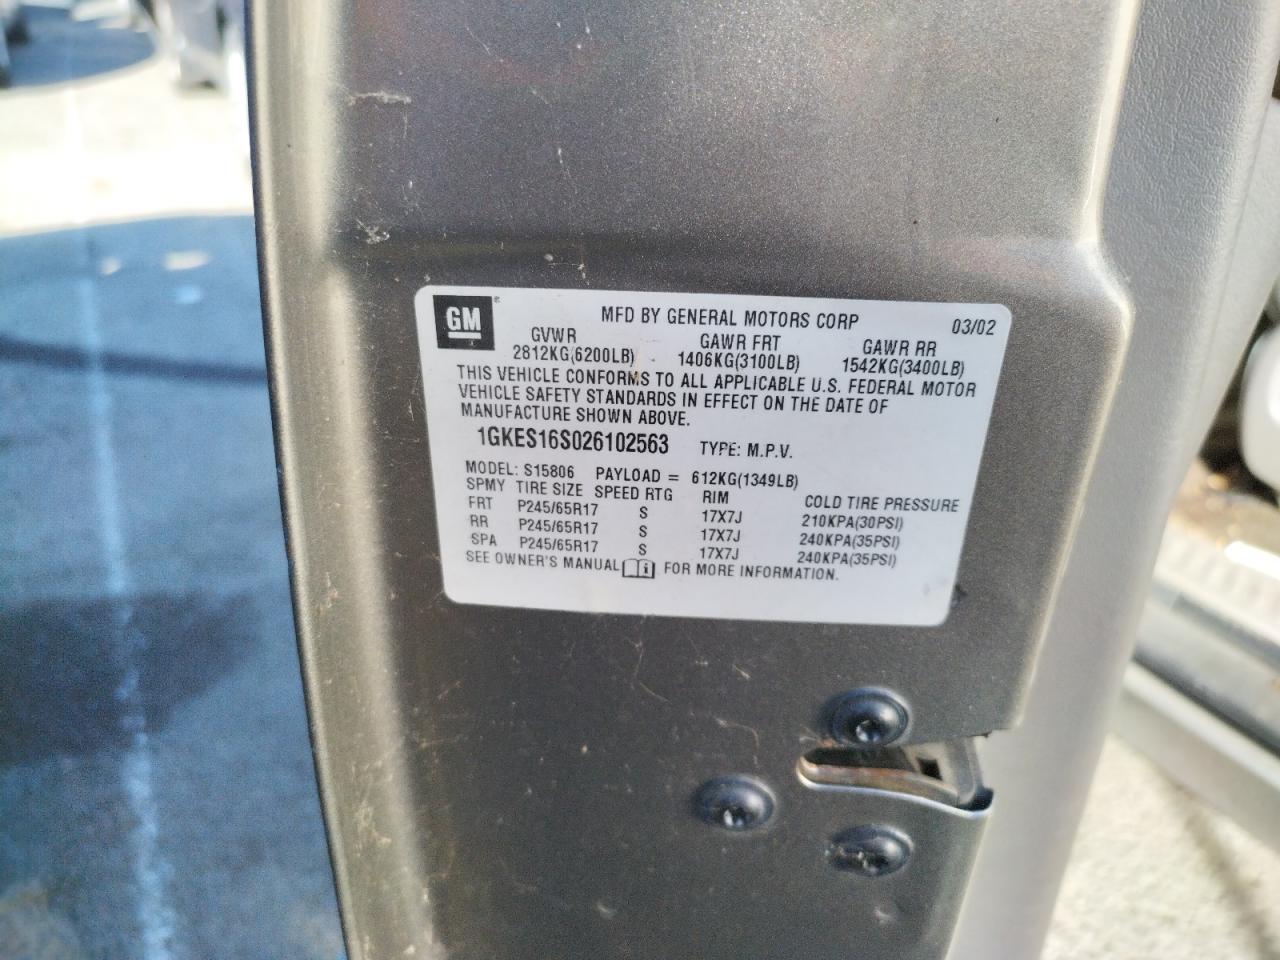 GM ® MFD BY GENERAL MOTORS CORP 03/02
GVWR GAWR FRT GAWR RR
2812KG(6200LB) 1406KG(3100LB) 1542KG(3400LB)
THIS VEHICLE CONFORMS TO ALL APPLICABLE U.S. FEDERAL MOTOR
VEHICLE SAFETY STANDARDS IN EFFECT ON THE DATE OF
MANUFACTURE SHOWN ABOVE.
1GKES16S026102563 TYPE: M.P.V.
MODEL: S15806 PAYLOAD = 612KG(1349LB)
SPMY TIRE SIZE SPEED RTG RIM COLD TIRE PRESSURE
FRT P245/65R17 S 17X7J 210KPA(30PSI)
RR P245/65R17 S 17X7J 240KPA(35PSI)
SPA P245/65R17 S 17X7J 240KPA(35PSI)
SEE OWNER'S MANUAL FOR MORE INFORMATION.